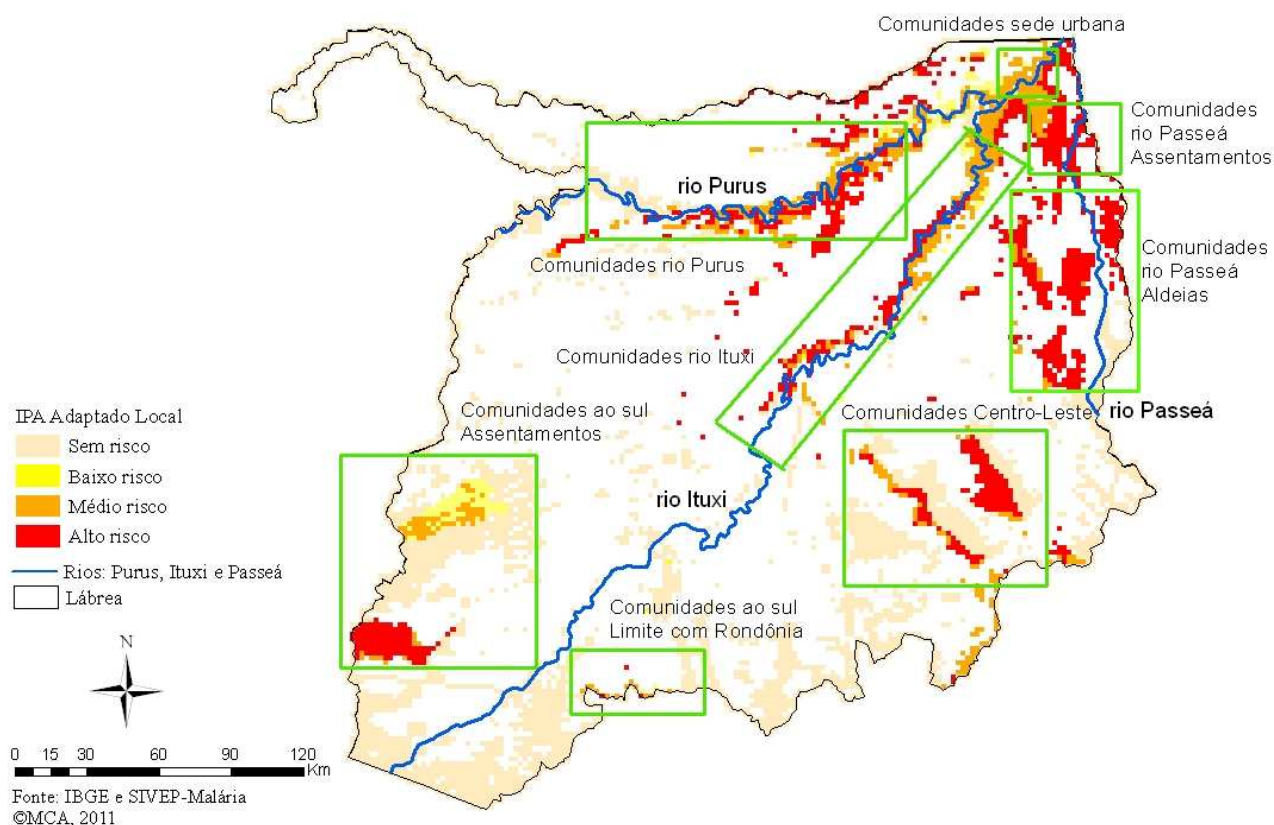 Comunidades sede urbana
Comunidades
rio Passeá
Assentamentos
rio Purus
Comunidades rio Purus
Comunidades
rio Passeá
Aldeias
Comunidades rio Ituxi
Comunidades ao sul
Assentamentos
Comunidades Centro-Leste
rio Passeá
rio Ituxi
Comunidades ao sul
Limite com Rondônia
IPA Adaptado Local
Sem risco
Baixo risco
Médio risco
Alto risco
Rios: Purus, Ituxi e Passeá
Lábrea
N
0 15 30 60 90 120
Km
Fonte: IBGE e SIVEP-Malária
©MCA, 2011